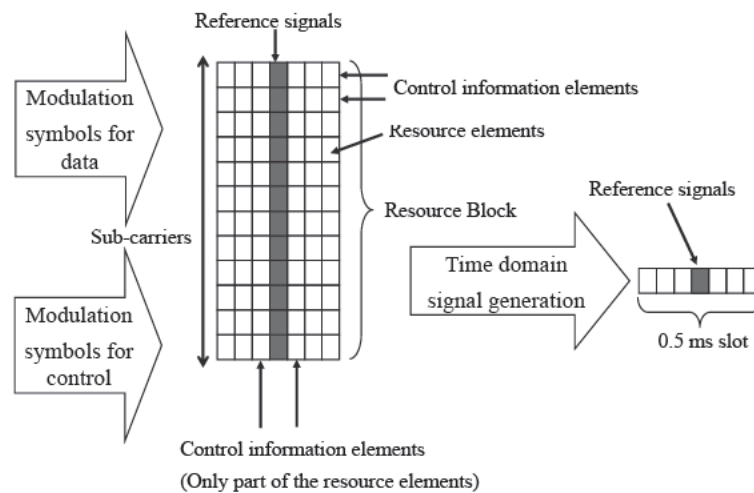 Reference signals
Modulation
symbols for
data
Control information elements
Resource elements
Resource Block
Sub-carriers
Reference signals
Time domain
signal generation
0.5 ms slot
Modulation
symbols for
control
Control information elements
(Only part of the resource elements)